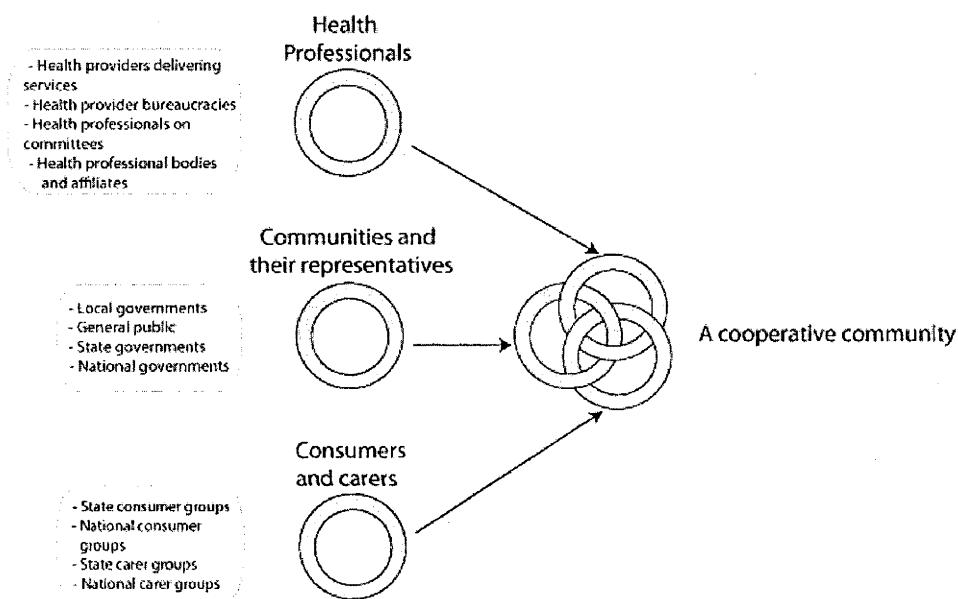 Health
Professionals
- Health providers delivering
services
- Health provider bureaucracies
- Health professionals on
committees
- Health professional bodies
and affiliates
Communities and
their representatives
- Local governments
- General public
- State governments
- National governments
A cooperative community
Consumers
and carers
- State consumer groups
- National consumer
groups
- State carer groups
- National carer groups